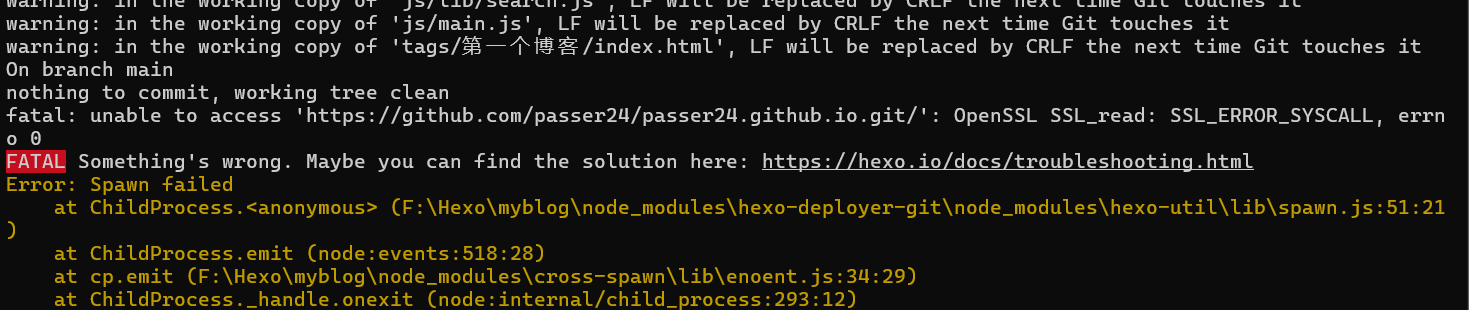 warning: in the working copy of 'js/lib/search.js', LF will be replaced by CRLF the next time Git touches it
warning: in the working copy of 'js/main.js', LF will be replaced by CRLF the next time Git touches it
warning: in the working copy of 'tags/第一个博客/index.html', LF will be replaced by CRLF the next time Git touches it
On branch main
nothing to commit, working tree clean
fatal: unable to access 'https://github.com/passer24/passer24.github.io.git/': OpenSSL SSL_read: SSL_ERROR_SYSCALL, errn
o 0
FATAL Something's wrong. Maybe you can find the solution here: https://hexo.io/docs/troubleshooting.html
Error: Spawn failed
    at ChildProcess.<anonymous> (F:\Hexo\myblog\node_modules\hexo-deployer-git\node_modules\hexo-util\lib\spawn.js:51:21
)
    at ChildProcess.emit (node:events:518:28)
    at cp.emit (F:\Hexo\myblog\node_modules\cross-spawn\lib\enoent.js:34:29)
    at ChildProcess._handle.onexit (node:internal/child_process:293:12)